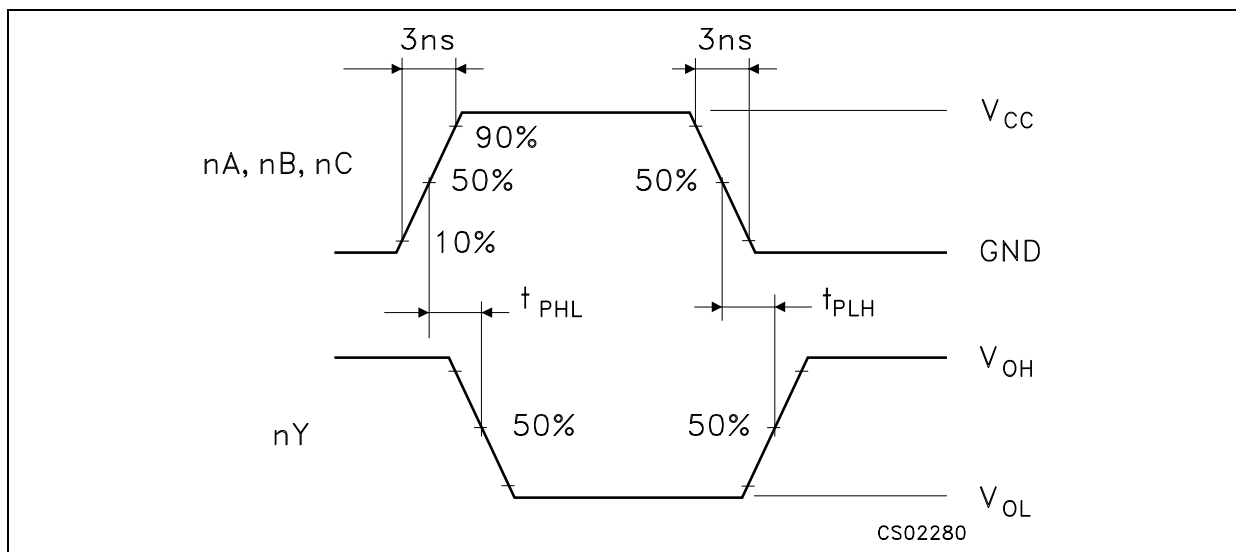 3ns 3ns
V_CC
90%
nA, nB, nC
50% 50%
10%
GND
t_PHL t_PLH
V_OH
50% 50%
nY
V_OL
CS02280